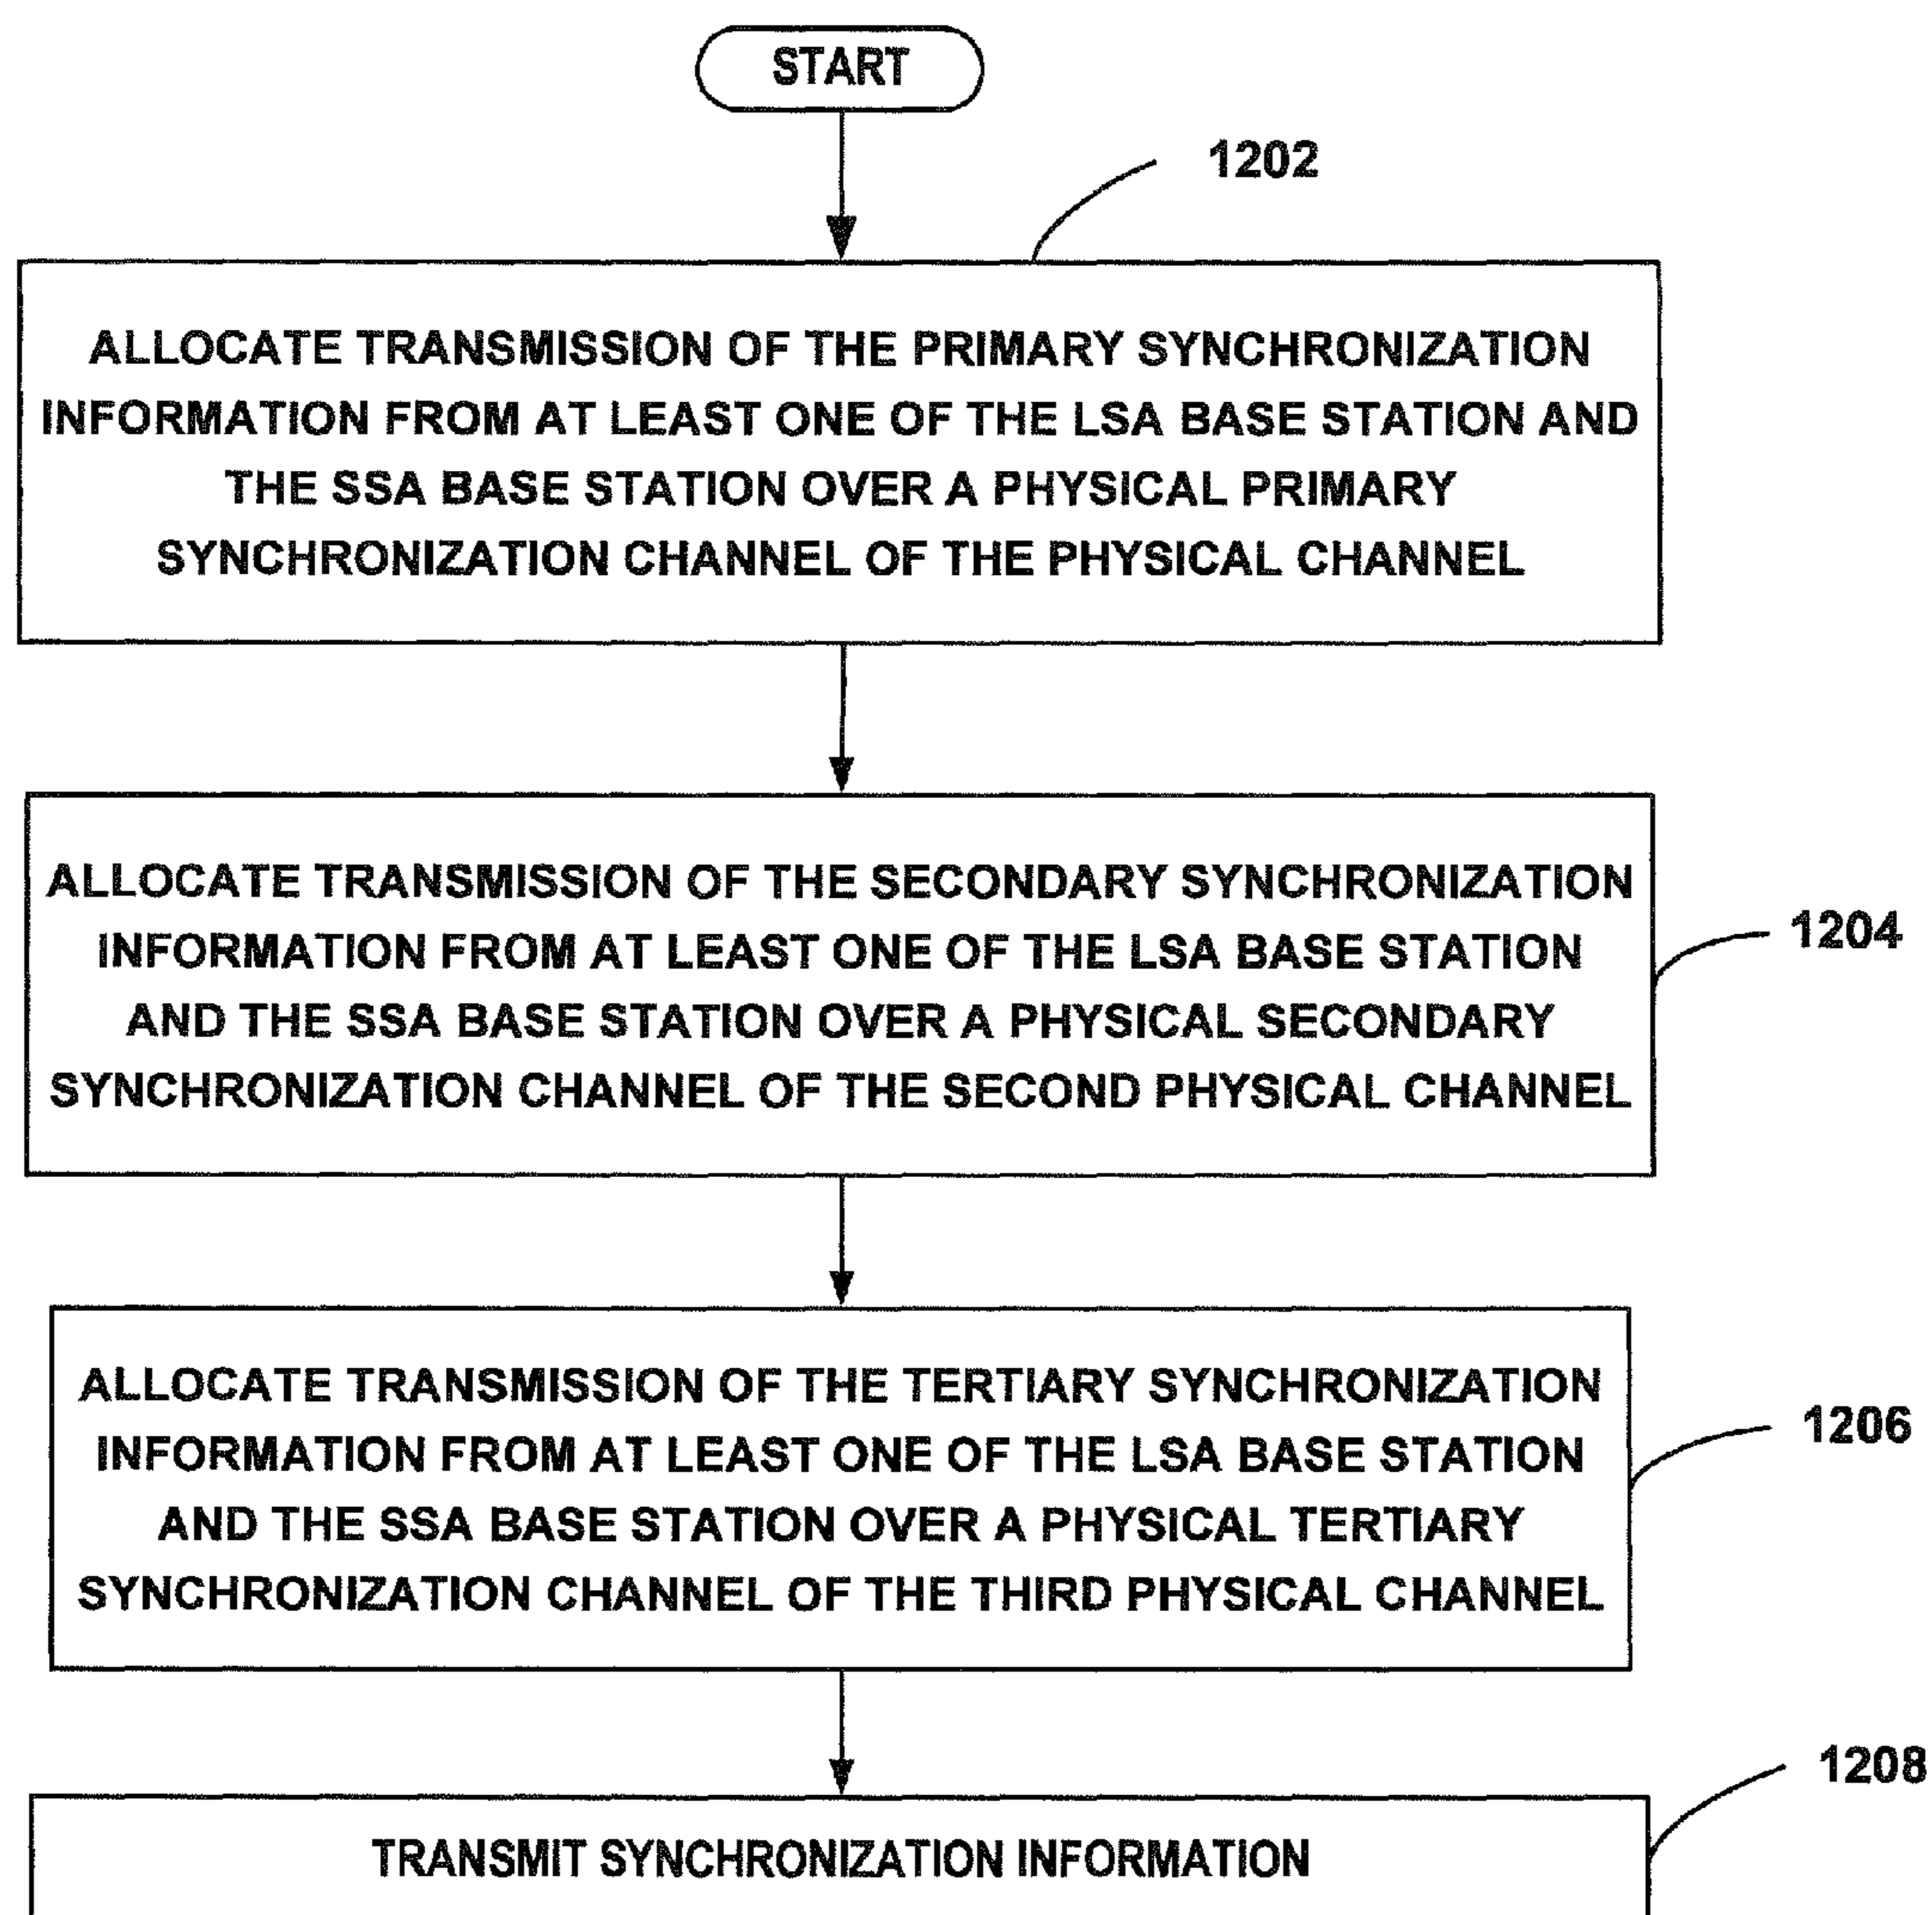 START
1202
ALLOCATE TRANSMISSION OF THE PRIMARY SYNCHRONIZATION
INFORMATION FROM AT LEAST ONE OF THE LSA BASE STATION AND
THE SSA BASE STATION OVER A PHYSICAL PRIMARY
SYNCHRONIZATION CHANNEL OF THE PHYSICAL CHANNEL
ALLOCATE TRANSMISSION OF THE SECONDARY SYNCHRONIZATION
INFORMATION FROM AT LEAST ONE OF THE LSA BASE STATION
AND THE SSA BASE STATION OVER A PHYSICAL SECONDARY
SYNCHRONIZATION CHANNEL OF THE SECOND PHYSICAL CHANNEL
1204
ALLOCATE TRANSMISSION OF THE TERTIARY SYNCHRONIZATION
INFORMATION FROM AT LEAST ONE OF THE LSA BASE STATION
AND THE SSA BASE STATION OVER A PHYSICAL TERTIARY
SYNCHRONIZATION CHANNEL OF THE THIRD PHYSICAL CHANNEL
1206
1208
TRANSMIT SYNCHRONIZATION INFORMATION